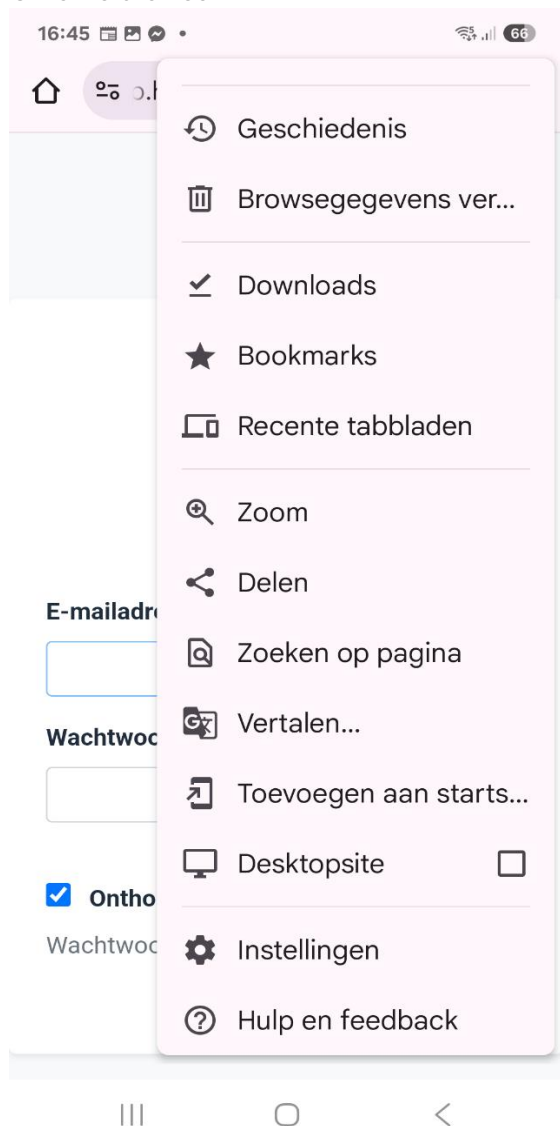 16:45
66
Geschiedenis
Browsegegevens ver...
Downloads
Bookmarks
Recente tabbladen
Zoom
Delen
E-mailadre
Zoeken op pagina
Vertalen...
Wachtwoo
Toevoegen aan starts...
Desktopsite
Ontho
Instellingen
Wachtwoo
Hulp en feedback